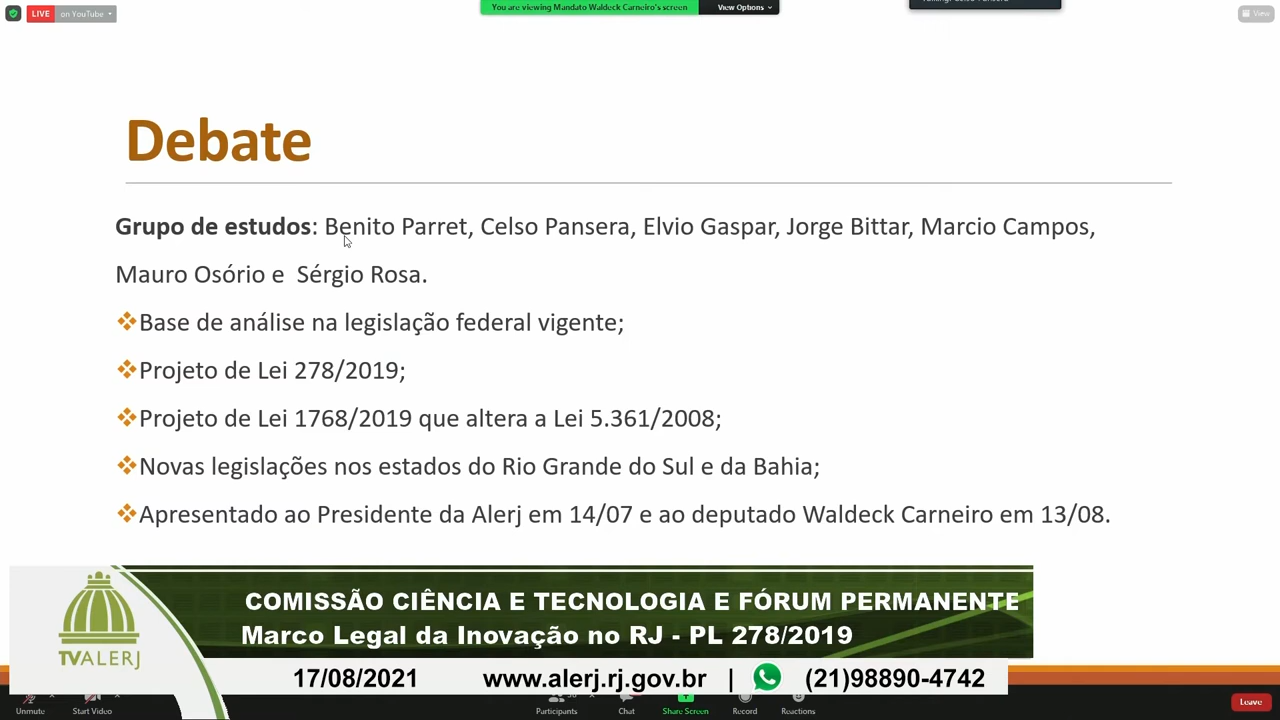 LIVE on YouTube
You are viewing Mandato Waldeck Carneiro's screen
View Options
View
Debate
Grupo de estudos: Benito Parret, Celso Pansera, Elvio Gaspar, Jorge Bittar, Marcio Campos,
Mauro Osório e Sérgio Rosa.
Base de análise na legislação federal vigente;
Projeto de Lei 278/2019;
Projeto de Lei 1768/2019 que altera a Lei 5.361/2008;
Novas legislações nos estados do Rio Grande do Sul e da Bahia;
Apresentado ao Presidente da Alerj em 14/07 e ao deputado Waldeck Carneiro em 13/08.
COMISSÃO CIÊNCIA E TECNOLOGIA E FÓRUM PERMANENTE
Marco Legal da Inovação no RJ - PL 278/2019
TVALERJ
17/08/2021 www.alerj.rj.gov.br | (21)98890-4742
Unmute Start Video Participants Chat Share Screen Record Reactions Leave